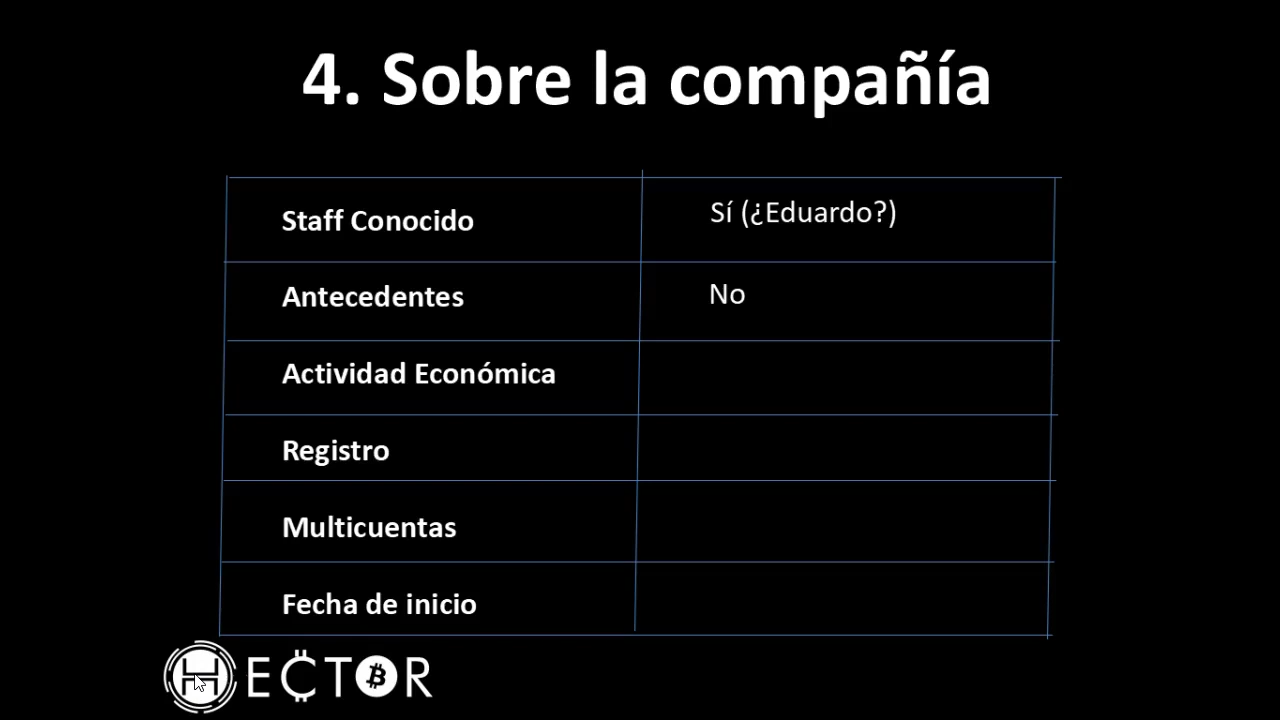 4. Sobre la compañía
Staff Conocido Sí (¿Eduardo?)
Antecedentes No
Actividad Económica
Registro
Multicuentas
Fecha de inicio
HECTOR